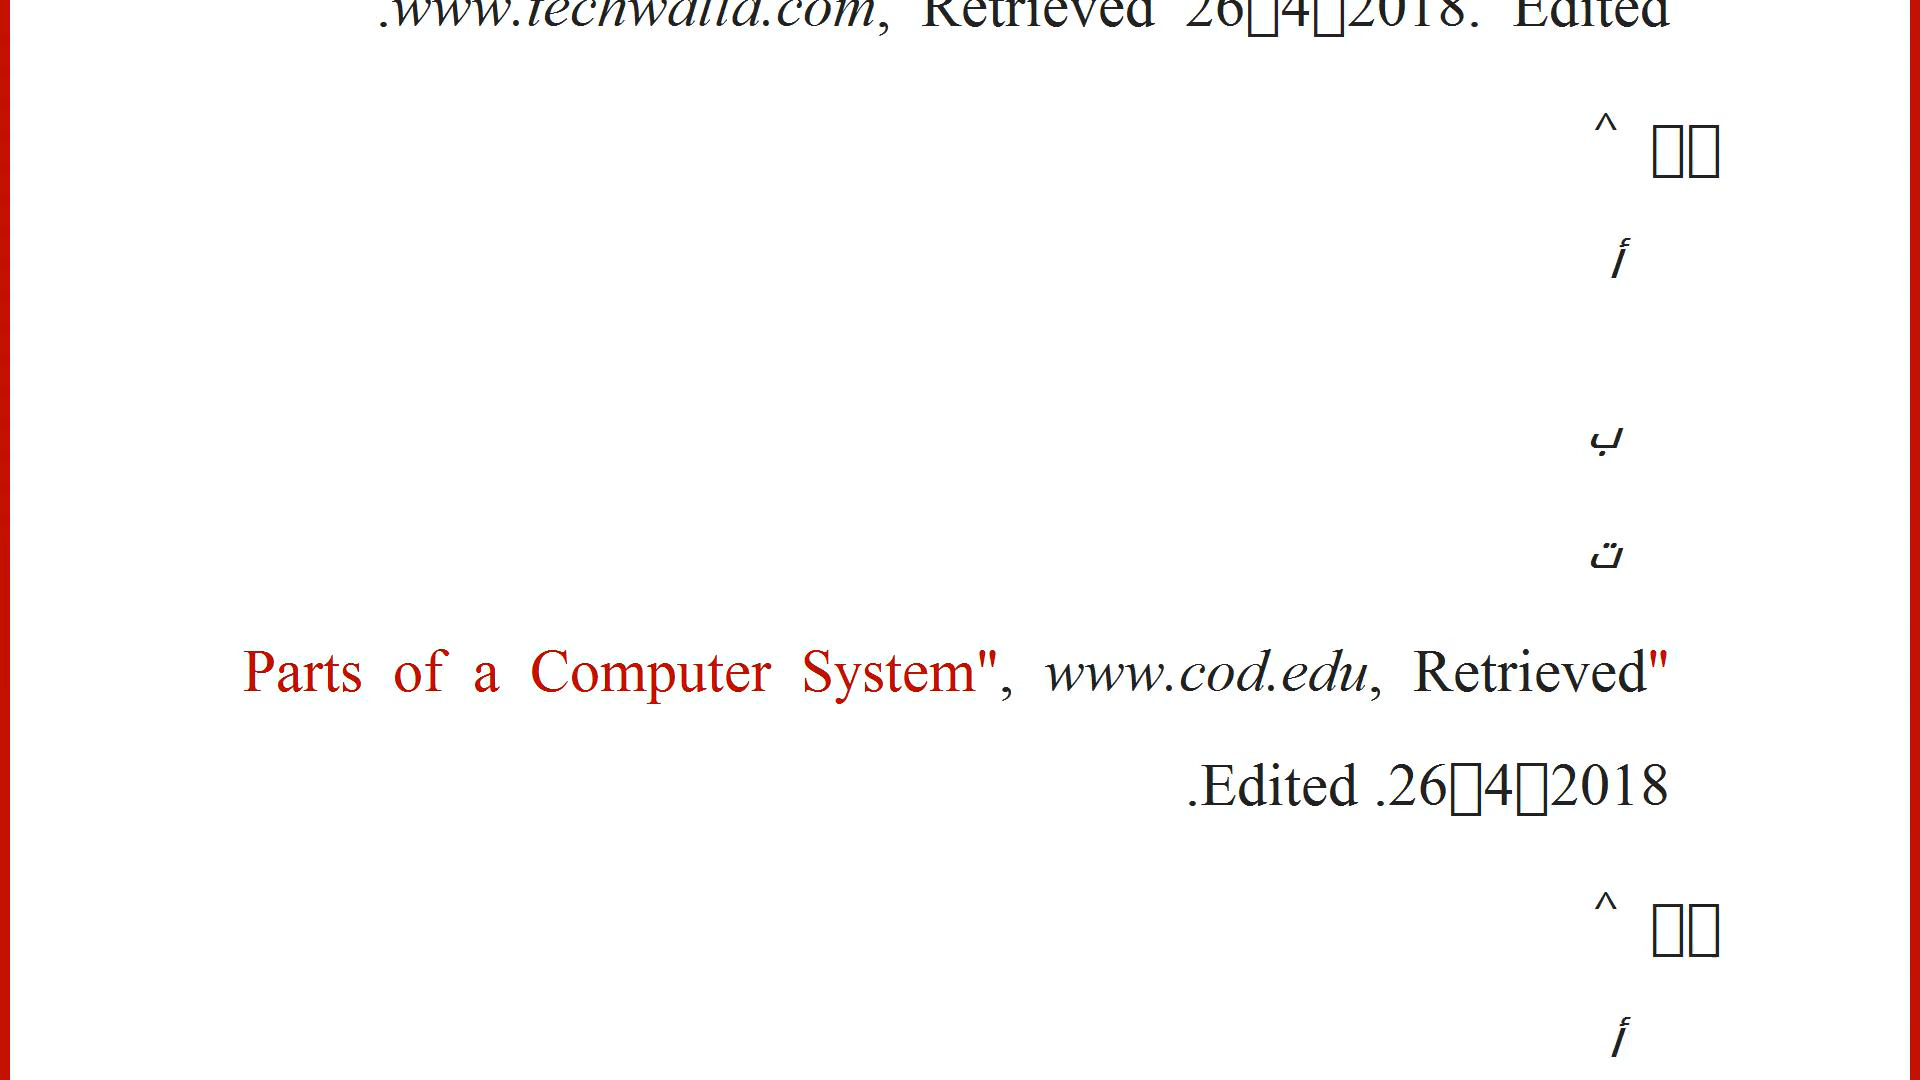 www.techwalla.com, Retrieved 26▯4▯2018. Edited.
▯▯ ^
أ
ب
ت
"Parts of a Computer System", www.cod.edu, Retrieved
26▯4▯2018. Edited.
▯▯ ^
أ